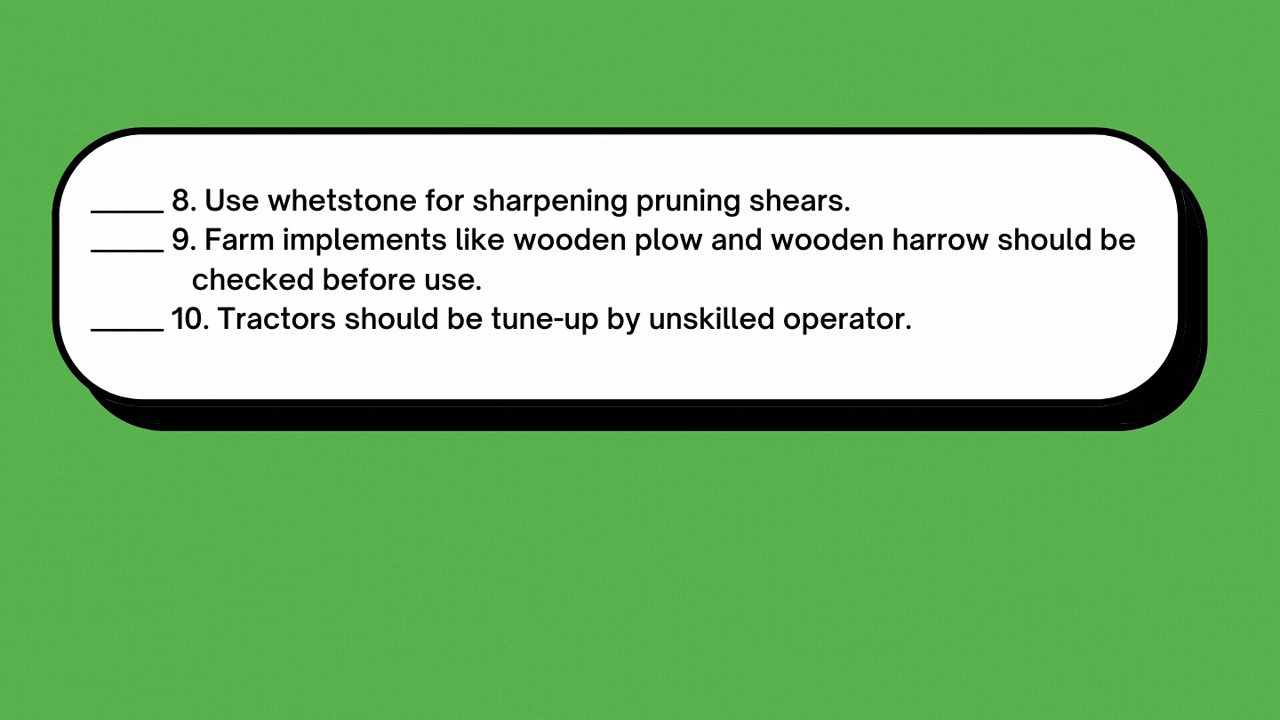 _____ 8. Use whetstone for sharpening pruning shears.
_____ 9. Farm implements like wooden plow and wooden harrow should be
checked before use.
_____ 10. Tractors should be tune-up by unskilled operator.